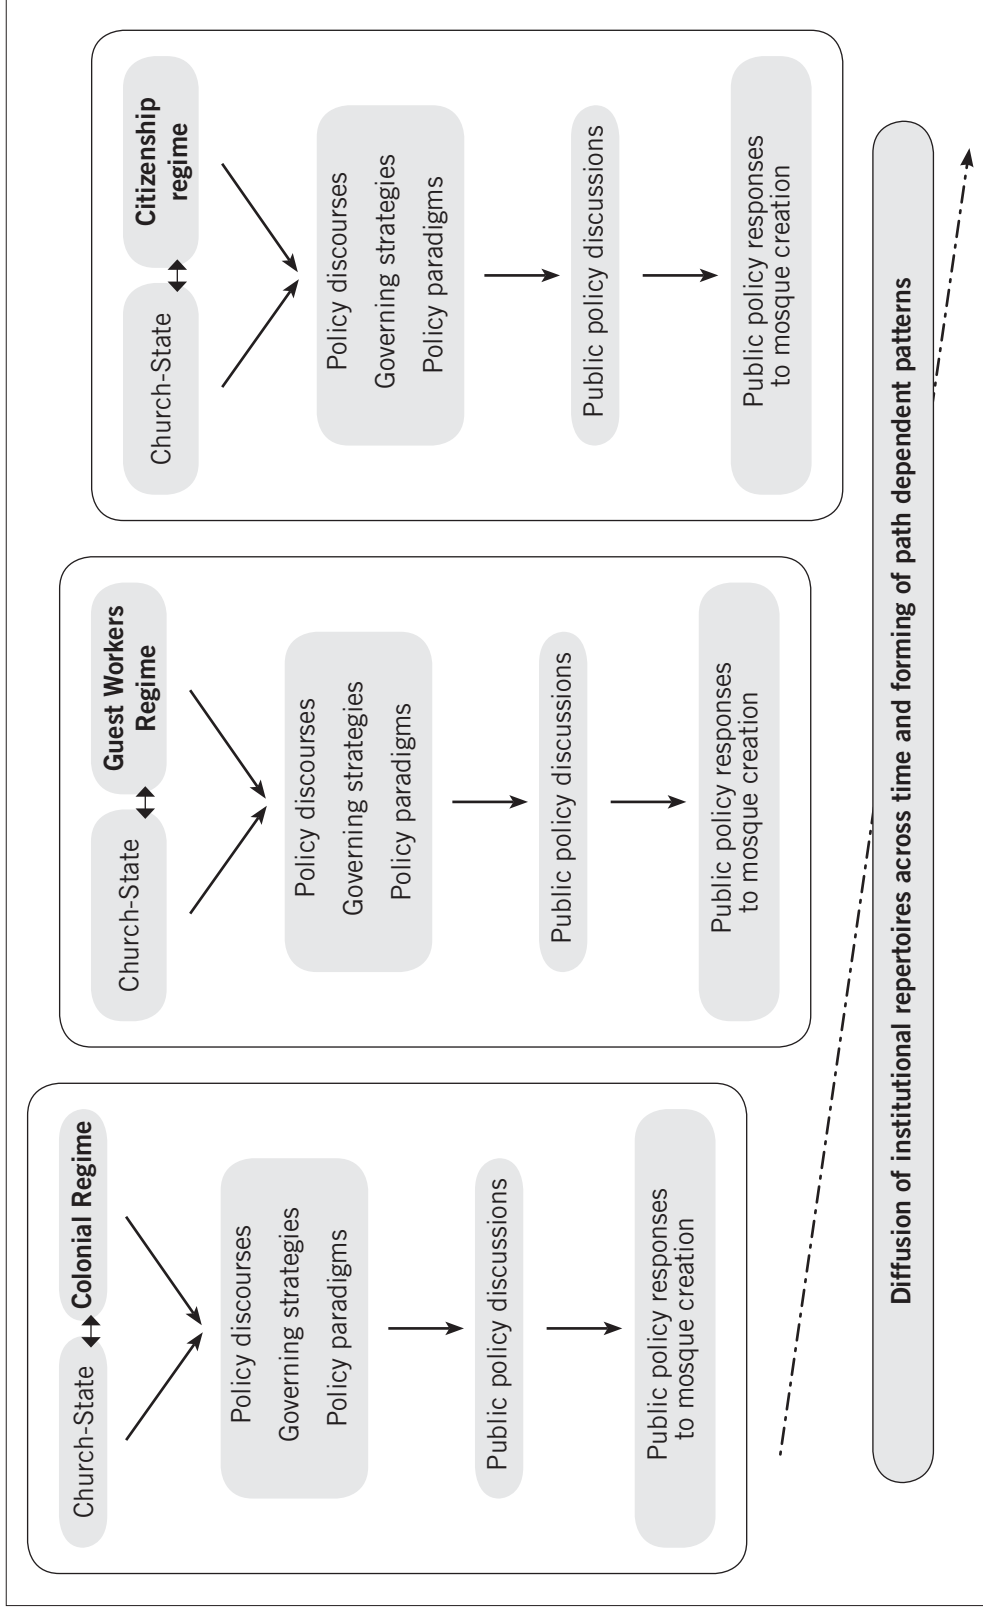 Church-State
Colonial Regime
Policy discourses
Governing strategies
Policy paradigms
Public policy discussions
Public policy responses
to mosque creation
Church-State
Guest Workers
Regime
Policy discourses
Governing strategies
Policy paradigms
Public policy discussions
Public policy responses
to mosque creation
Church-State
Citizenship
regime
Policy discourses
Governing strategies
Policy paradigms
Public policy discussions
Public policy responses
to mosque creation
Diffusion of institutional repertoires across time and forming of path dependent patterns